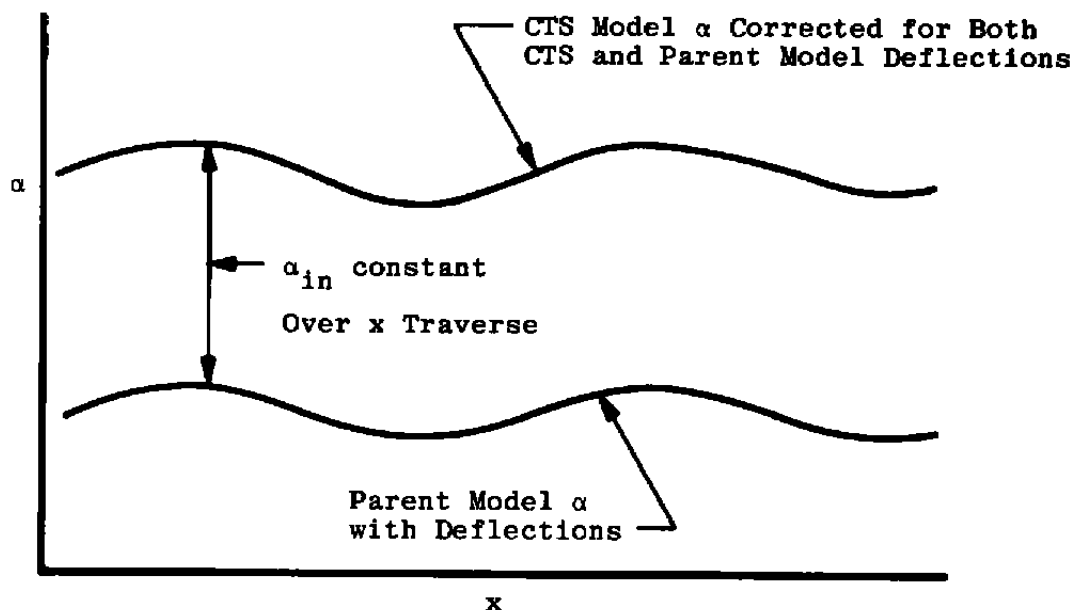 CTS Model α Corrected for Both
CTS and Parent Model Deflections
α
α_in constant
Over x Traverse
Parent Model α
with Deflections
x